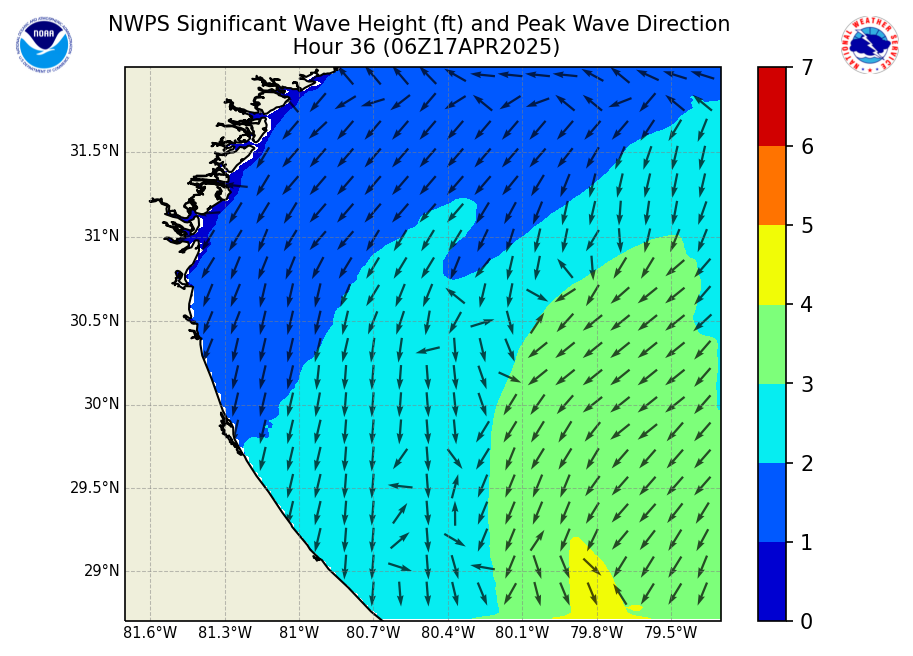 NWPS Significant Wave Height (ft) and Peak Wave Direction
Hour 36 (06Z17APR2025)
NOAA
NATIONAL WEATHER SERVICE
31.5°N
31°N
30.5°N
30°N
29.5°N
29°N
81.6°W 81.3°W 81°W 80.7°W 80.4°W 80.1°W 79.8°W 79.5°W
7
6
5
4
3
2
1
0